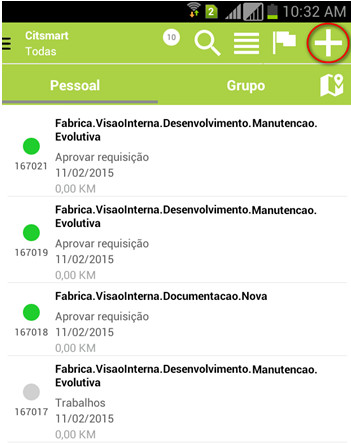 2 10:32 AM
Citsmart
Todas
10
Pessoal Grupo
Fabrica.VisaoInterna.Desenvolvimento.Manutencao.
Evolutiva
Aprovar requisição
167021
11/02/2015
0,00 KM
Fabrica.VisaoInterna.Desenvolvimento.Manutencao.
Evolutiva
Aprovar requisição
167019
11/02/2015
0,00 KM
Fabrica.VisaoInterna.Documentacao.Nova
Aprovar requisição
167018
11/02/2015
0,00 KM
Fabrica.VisaoInterna.Desenvolvimento.Manutencao.
Evolutiva
Trabalhos
167017
11/02/2015
0,00 KM